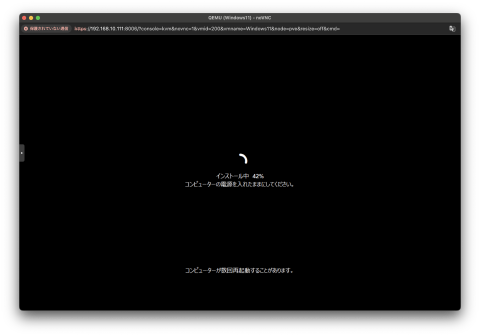 QEMU (Windows11) - noVNC
保護されていない通信 https://192.168.10.111:8006/?console=kvm&novnc=1&vmid=200&vmname=Windows11&node=pve&resize=off&cmd=
インストール中 42%
コンピューターの電源を入れたままにしてください。
コンピューターが数回再起動することがあります。